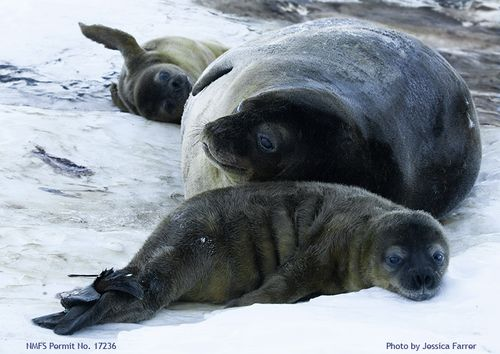 NMFS Permit No. 17236
Photo by Jessica Farrer